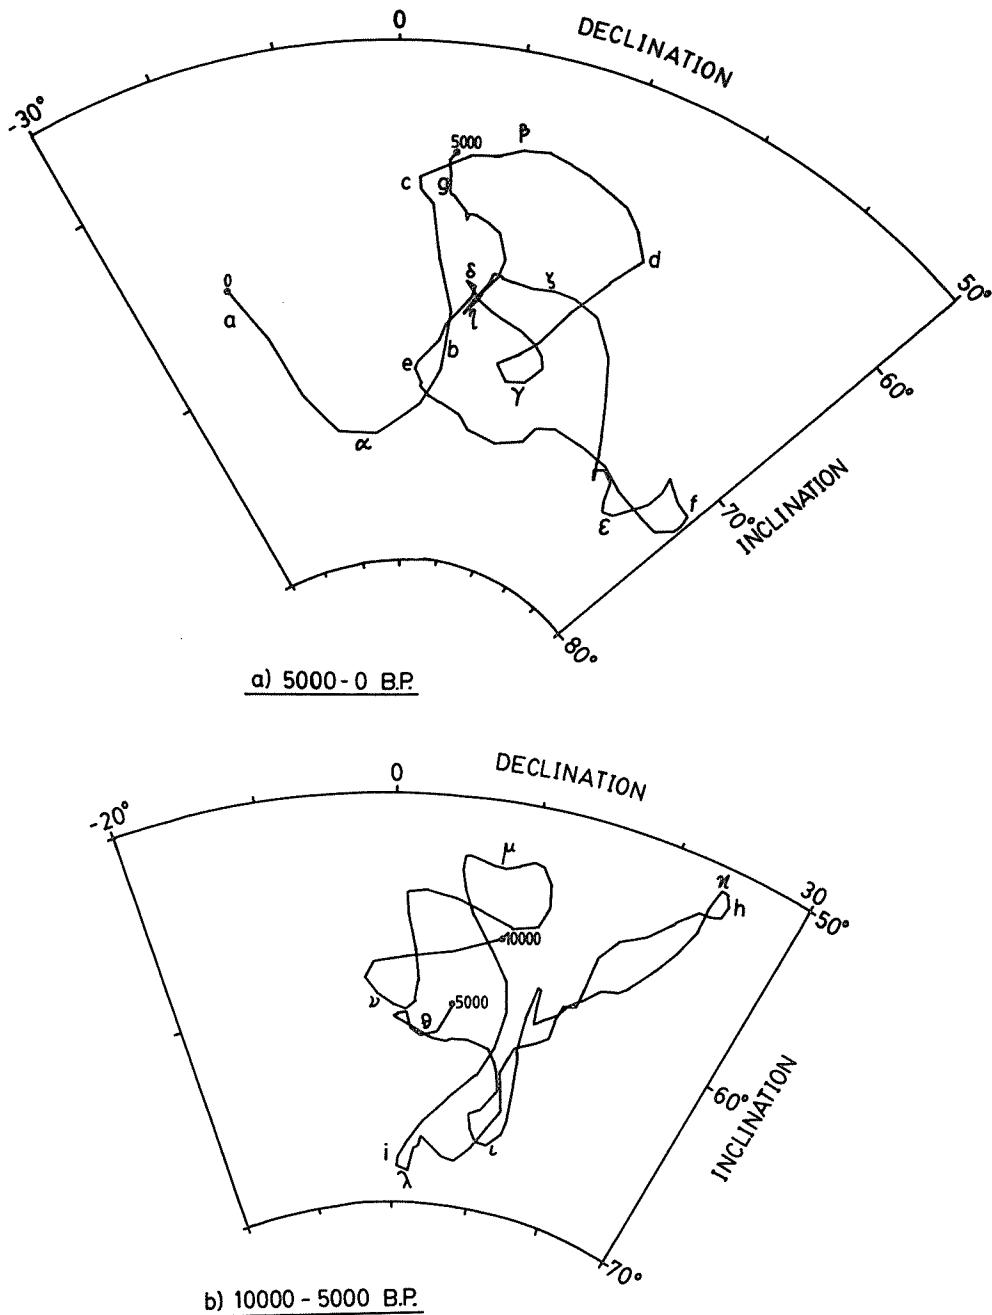 0
DECLINATION
-30°
5000
β
c
g
d
δ
ζ
0
a
η
50°
b
e
60°
γ
α
f
ε
-70°
INCLINATION
-80°
a) 5000-0 B.P.
0
DECLINATION
-20°
μ
ϰ
30
h
-50°
10000
ν
5000
θ
-60°
INCLINATION
i
ι
λ
-70°
b) 10000-5000 B.P.